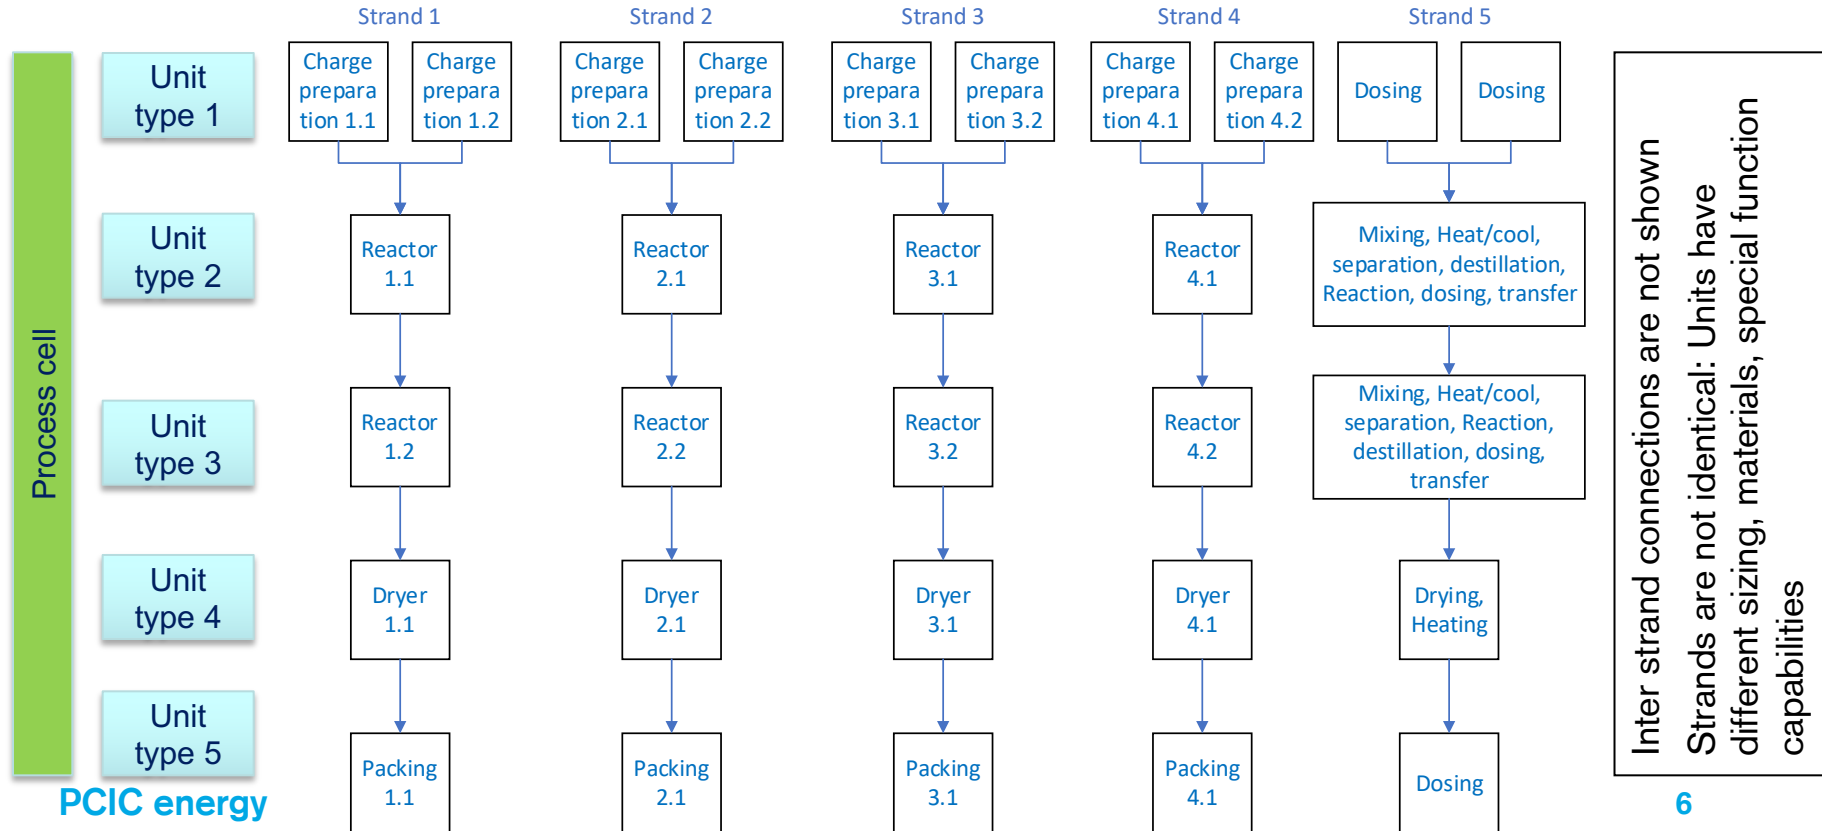 Strand 1
Strand 2
Strand 3
Strand 4
Strand 5
Process cell
Unit
type 1
Charge
prepara
tion 1.1
Charge
prepara
tion 1.2
Charge
prepara
tion 2.1
Charge
prepara
tion 2.2
Charge
prepara
tion 3.1
Charge
prepara
tion 3.2
Charge
prepara
tion 4.1
Charge
prepara
tion 4.2
Dosing
Dosing
Unit
type 2
Reactor
1.1
Reactor
2.1
Reactor
3.1
Reactor
4.1
Mixing, Heat/cool,
separation, destillation,
Reaction, dosing, transfer
Unit
type 3
Reactor
1.2
Reactor
2.2
Reactor
3.2
Reactor
4.2
Mixing, Heat/cool,
separation, Reaction,
destillation, dosing,
transfer
Unit
type 4
Dryer
1.1
Dryer
2.1
Dryer
3.1
Dryer
4.1
Drying,
Heating
Unit
type 5
Packing
1.1
Packing
2.1
Packing
3.1
Packing
4.1
Dosing
Inter strand connections are not shown
Strands are not identical: Units have
different sizing, materials, special function
capabilities
PCIC energy
6